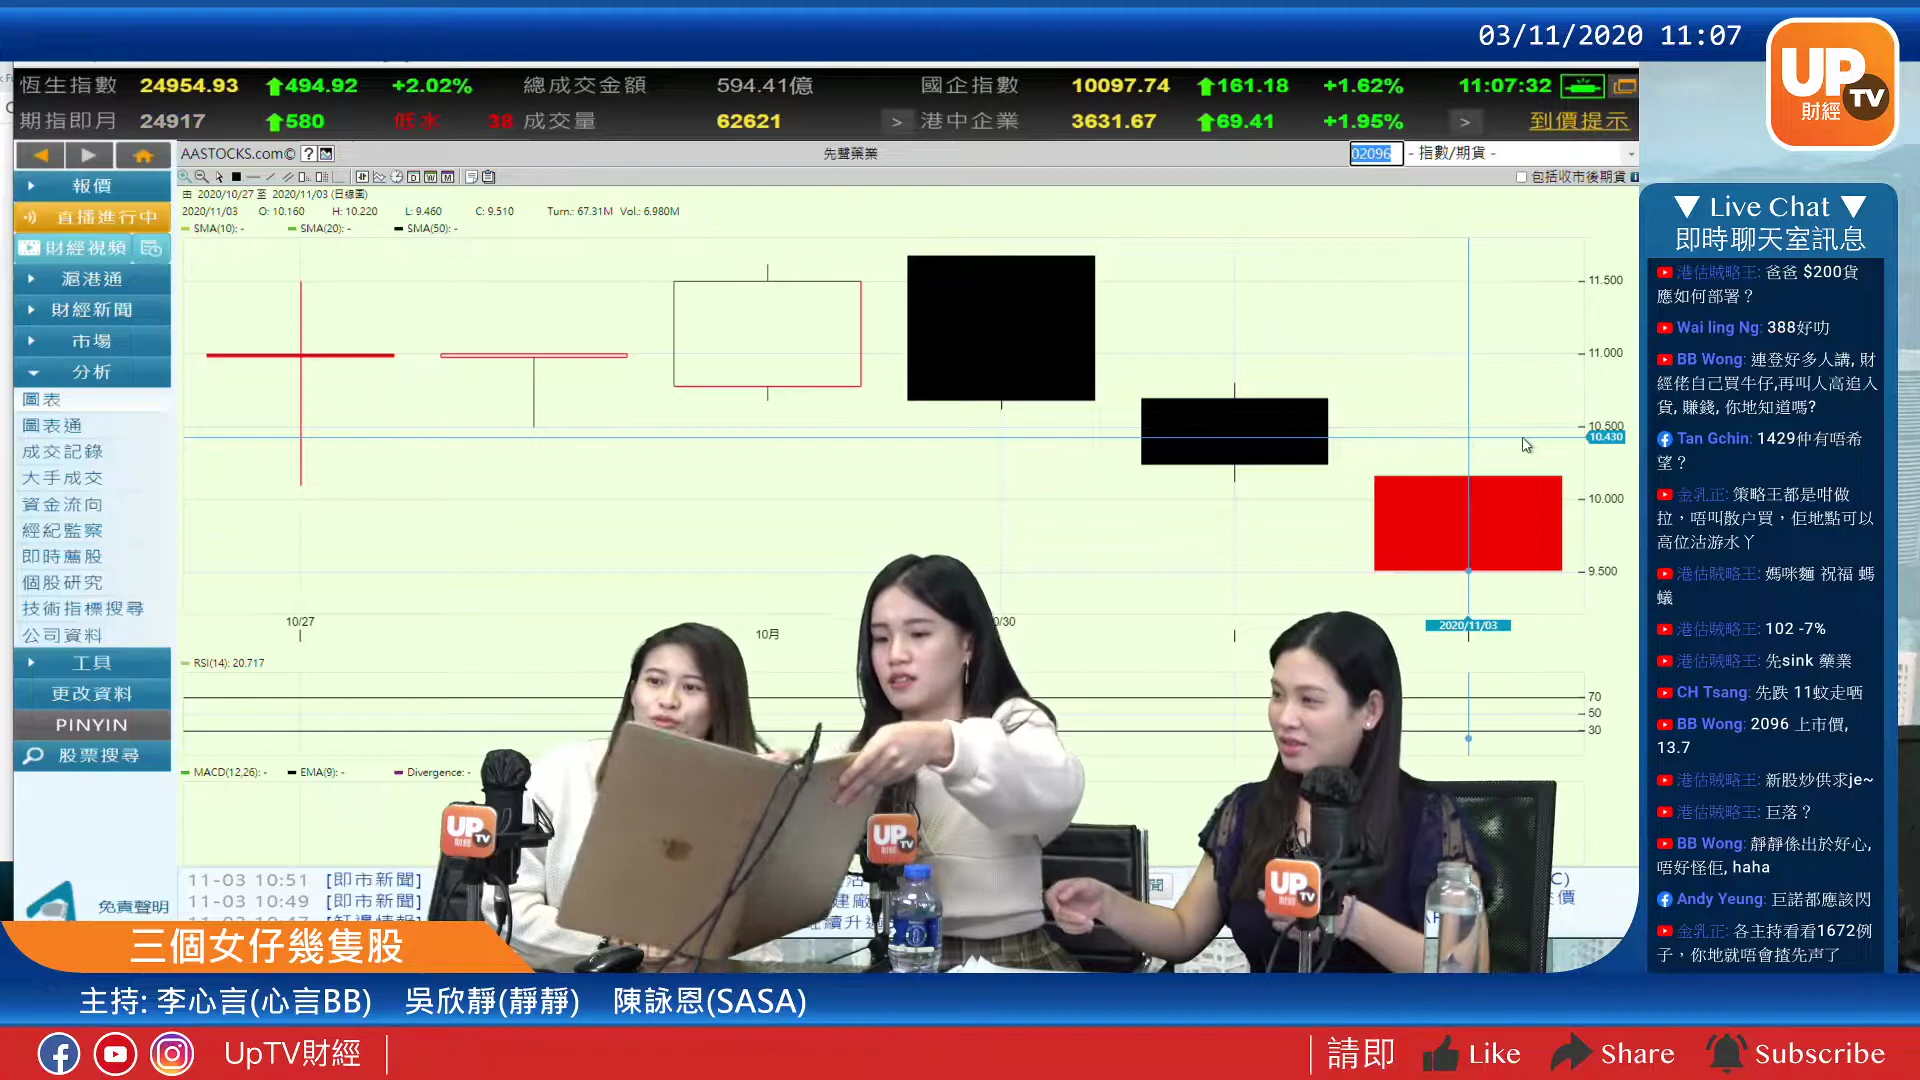 03/11/2020 11:07
UP TV 財經
恆生指數 24954.93 494.92 +2.02% 總成交金額 594.41億 國企指數 10097.74 161.18 +1.62% 11:07:32
期指即月 24917 580 低水 38 成交量 62621 > 港中企業 3631.67 69.41 +1.95% > 到價提示
AASTOCKS.com© ? 先聲藥業 02096 - 指數/期貨 -
包括收市後期貨
由 2020/10/27 至 2020/11/03 (日線圖)
2020/11/03 O: 10.160 H: 10.220 L: 9.460 C: 9.510 Turn.: 67.31M Vol.: 6.980M
SMA(10): - SMA(20): - SMA(50): -
報價
直播進行中
財經視頻
滬港通
財經新聞
市場
分析
圖表
圖表通
成交記錄
大手成交
資金流向
經紀監察
即時薦股
個股研究
技術指標搜尋
公司資料
工具
更改資料
PINYIN
股票搜尋
免責聲明
11.500
11.000
10.500
10.430
10.000
9.500
10/27 10月 0/30 2020/11/03
RSI(14): 20.717
70
50
30
MACD(12,26): - EMA(9): - Divergence: -
11-03 10:51 [即市新聞]
11-03 10:49 [即市新聞]
UP TV 財經
UP TV 財經
UP TV
▼ Live Chat ▼
即時聊天室訊息
港估賊略王: 爸爸 $200貨
應如何部署？
Wai ling Ng: 388好叻
BB Wong: 連登好多人講, 財
經佬自己買牛仔,再叫人高追入
貨, 賺錢, 你地知道嗎?
Tan Gchin: 1429仲有唔希
望？
金乳正: 策略王都是咁做
拉，唔叫散户買，佢地點可以
高位沽游水丫
港估賊略王: 媽咪麵 祝福 螞
蟻
港估賊略王: 102 -7%
港估賊略王: 先sink 藥業
CH Tsang: 先跌 11蚊走哂
BB Wong: 2096 上市價,
13.7
港估賊略王: 新股炒供求je~
港估賊略王: 巨落？
BB Wong: 靜靜係出於好心,
唔好怪佢, haha
Andy Yeung: 巨諾都應該閃
金乳正: 各主持看看1672例
子，你地就唔會揸先声了
三個女仔幾隻股
主持: 李心言(心言BB) 吳欣靜(靜靜) 陳詠恩(SASA)
UpTV財經
請即 Like Share Subscribe